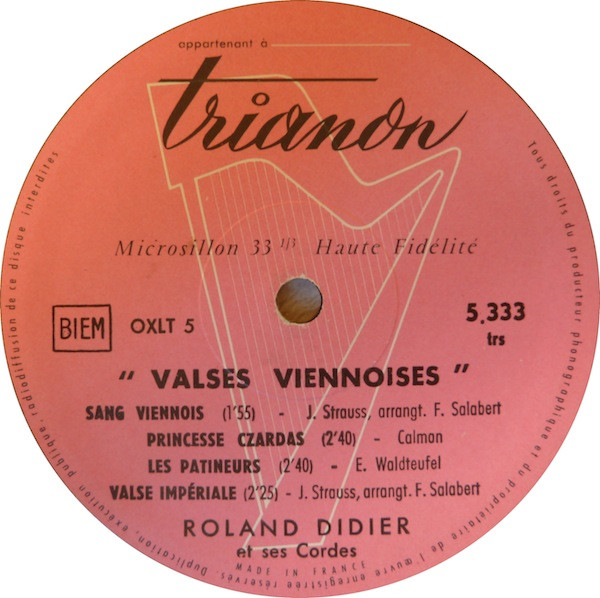 appartenant à
trianon
Microsillon 33 1/3 Haute Fidélité
BIEM OXLT 5
5,333
trs
" VALSES VIENNOISES "
SANG VIENNOIS (1'55) - J. Strauss, arrangt. F. Salabert
PRINCESSE CZARDAS (2'40) - Calman
LES PATINEURS (2'40) - E. Waldteufel
VALSE IMPÉRIALE (2'25) - J. Strauss, arrangt. F. Salabert
ROLAND DIDIER
et ses Cordes
MADE IN FRANCE
Tous droits du producteur phonographique et du propriétaire de l'œuvre enregistrée réservés. Duplication, exécution publique, radiodiffusion de ce disque interdites